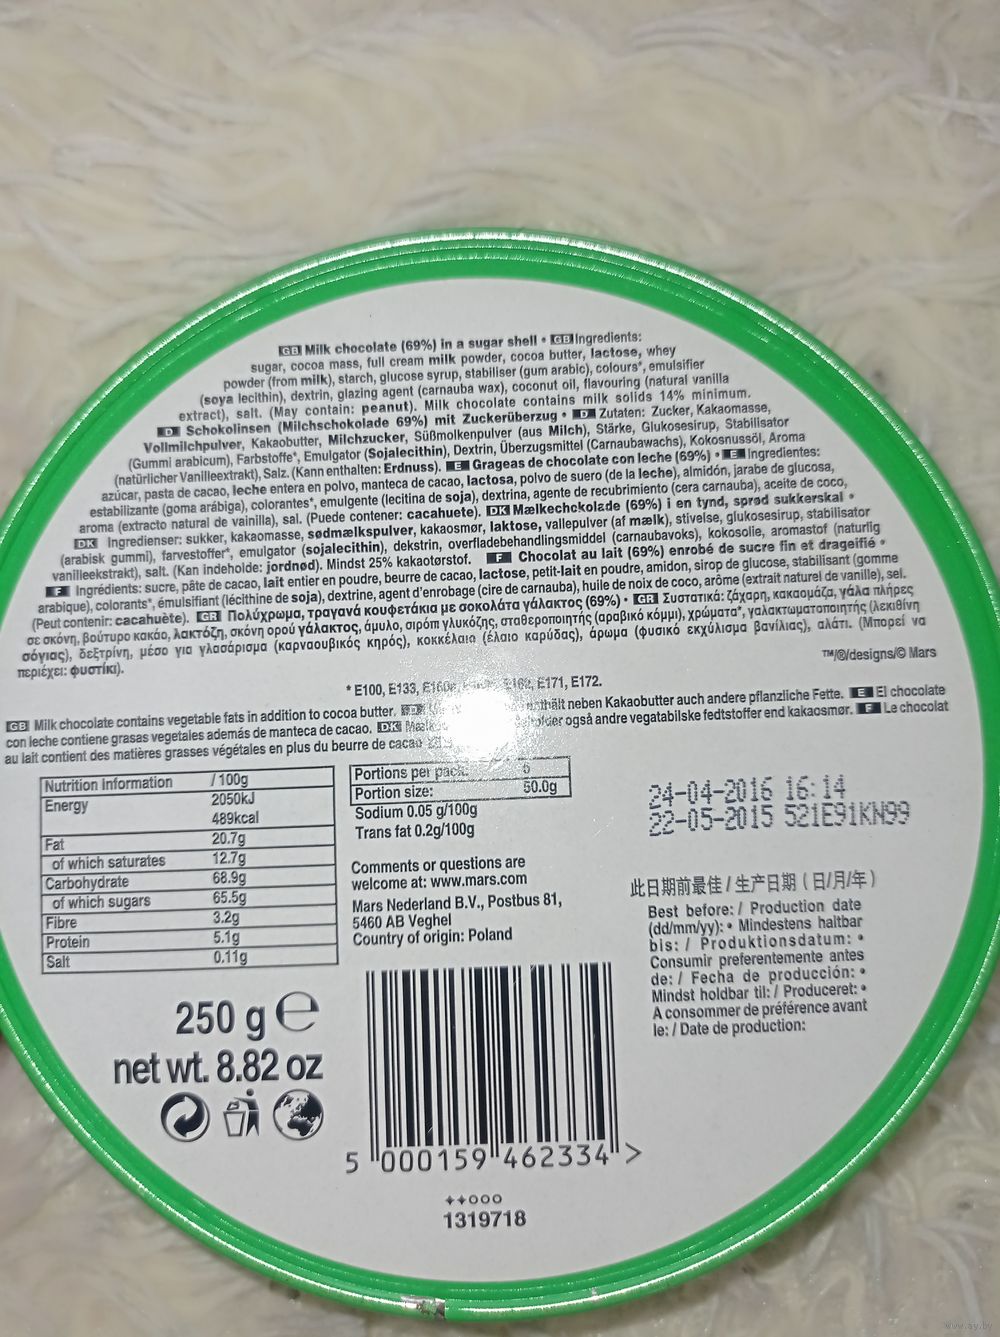 GB Milk chocolate (69%) in a sugar shell • GB Ingredients:
sugar, cocoa mass, full cream milk powder, cocoa butter, lactose, whey
powder (from milk), starch, glucose syrup, stabiliser (gum arabic), colours*, emulsifier
(soya lecithin), dextrin, glazing agent (carnauba wax), coconut oil, flavouring (natural vanilla
extract), salt. (May contain: peanut). Milk chocolate contains milk solids 14% minimum.
D Schokolinsen (Milchschokolade 69%) mit Zuckerüberzug • D Zutaten: Zucker, Kakaomasse,
Vollmilchpulver, Kakaobutter, Milchzucker, Süßmolkenpulver (aus Milch), Stärke, Glukosesirup, Stabilisator
(Gummi arabicum), Farbstoffe*, Emulgator (Sojalecithin), Dextrin, Überzugsmittel (Carnaubawachs), Kokosnussöl, Aroma
(natürlicher Vanilleextrakt), Salz. (Kann enthalten: Erdnuss). E Grageas de chocolate con leche (69%) • E Ingredientes:
azúcar, pasta de cacao, leche entera en polvo, manteca de cacao, lactosa, polvo de suero (de la leche), almidón, jarabe de glucosa,
estabilizante (goma arábiga), colorantes*, emulgente (lecitina de soja), dextrina, agente de recubrimiento (cera carnauba), aceite de coco,
aroma (extracto natural de vainilla), sal. (Puede contener: cacahuete). DK Mælkechckolade (69%) i en tynd, sprød sukkerskal •
DK Ingredienser: sukker, kakaomasse, sødmælkspulver, kakaosmør, laktose, vallepulver (af mælk), stivelse, glukosesirup, stabilisator
(arabisk gummi), farvestoffer*, emulgator (sojalecithin), dekstrin, overfladebehandlingsmiddel (carnaubavoks), kokosolie, aromastof (naturlig
vanilleekstrakt), salt. (Kan indeholde: jordnød). Mindst 25% kakaotørstof. F Chocolat au lait (69%) enrobé de sucre fin et drageifié •
F Ingrédients: sucre, pâte de cacao, lait entier en poudre, beurre de cacao, lactose, petit-lait en poudre, amidon, sirop de glucose, stabilisant (gomme
arabique), colorants*, émulsifiant (lécithine de soja), dextrine, agent d'enrobage (cire de carnauba), huile de noix de coco, arôme (extrait naturel de vanille), sel.
(Peut contenir: cacahuète). GR Πολύχρωμα, τραγανά κουφετάκια με σοκολάτα γάλακτος (69%) • GR Συστατικά: ζάχαρη, κακαομάζα, γάλα πλήρες
σε σκόνη, βούτυρο κακάο, λακτόζη, σκόνη ορού γάλακτος, άμυλο, σιρόπι γλυκόζης, σταθεροποιητής (αραβικό κόμμι), χρώματα*, γαλακτωματοποιητής (λεκιθίνη
σόγιας), δεξτρίνη, μέσο για γλασάρισμα (καρναουβικός κηρός), κοκκέλαιο (έλαιο καρύδας), άρωμα (φυσικό εκχύλισμα βανίλιας), αλάτι. (Μπορεί να
περιέχει: φυστίκι).
™/®/designs/© Mars
* E100, E133, E160e, E162, E171, E172.
GB Milk chocolate contains vegetable fats in addition to cocoa butter. D enthält neben Kakaobutter auch andere pflanzliche Fette. E El chocolate
con leche contiene grasas vegetales además de manteca de cacao. DK også andre vegatabilske fedtstoffer end kakaosmør. F Le chocolat
au lait contient des matières grasses végétales en plus du beurre de cacao
Nutrition Information / 100g
Energy 2050kJ
489kcal
Fat 20.7g
of which saturates 12.7g
Carbohydrate 68.9g
of which sugars 65.5g
Fibre 3.2g
Protein 5.1g
Salt 0.11g
Portions per pack: 5
Portion size: 50.0g
Sodium 0.05 g/100g
Trans fat 0.2g/100g
Comments or questions are
welcome at: www.mars.com
Mars Nederland B.V., Postbus 81,
5460 AB Veghel
Country of origin: Poland
24-04-2016 16:14
22-05-2015 521E91KN99
此日期前最佳 / 生产日期（日/月/年）
Best before: / Production date
(dd/mm/yy): • Mindestens haltbar
bis: / Produktionsdatum: •
Consumir preferentemente antes
de: / Fecha de producción: •
Mindst holdbar til: / Produceret: •
A consommer de préférence avant
le: / Date de production:
250 g e
net wt. 8.82 oz
5 000159 462334 >
1319718
www.ay.by